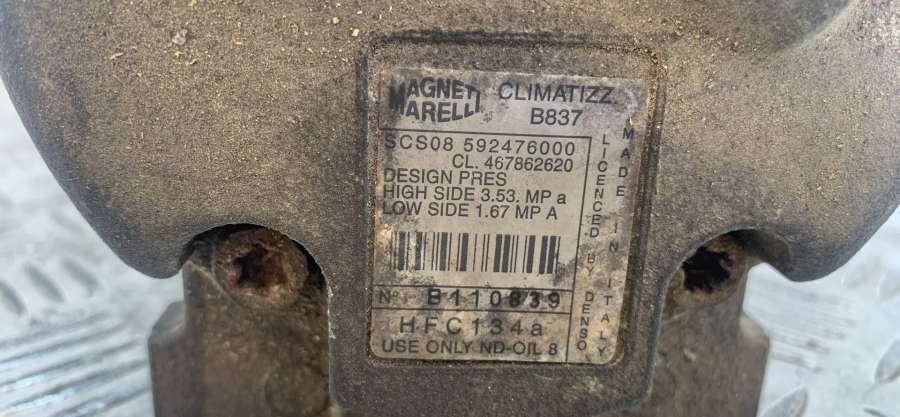 MAGNETI MARELLI CLIMATIZZ.
B837
SCS08 592476000
CL. 467862620
DESIGN PRES
HIGH SIDE 3.53. MP a
LOW SIDE 1.67 MP A
Nº B110839
HFC134a
USE ONLY ND-OIL 8
LICENCED BY DENSO
MADE IN ITALY